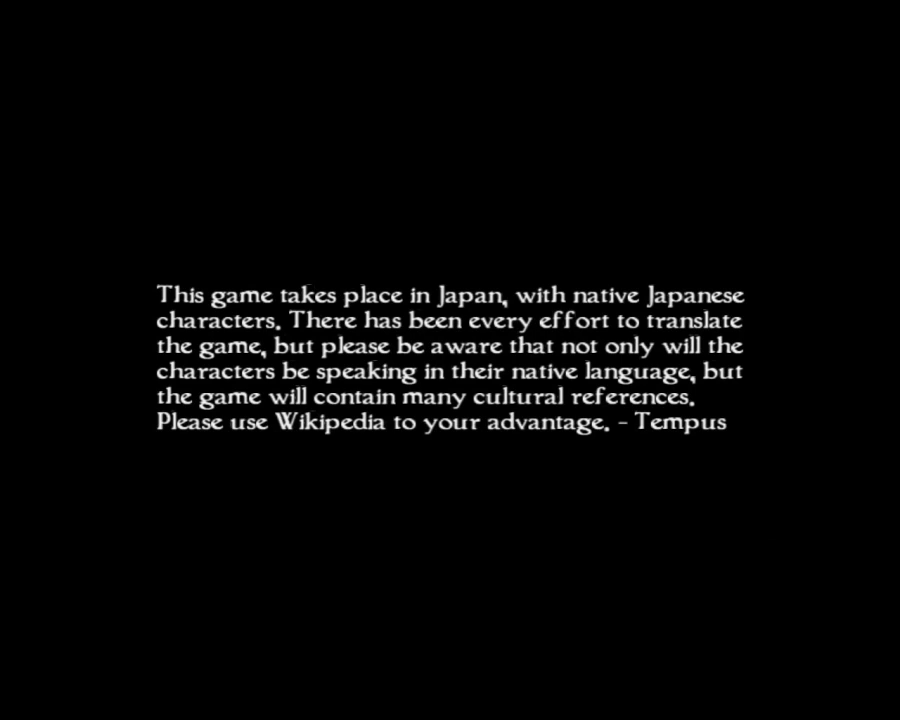 This game takes place in Japan, with native Japanese
characters. There has been every effort to translate
the game, but please be aware that not only will the
characters be speaking in their native language, but
the game will contain many cultural references.
Please use Wikipedia to your advantage. - Tempus